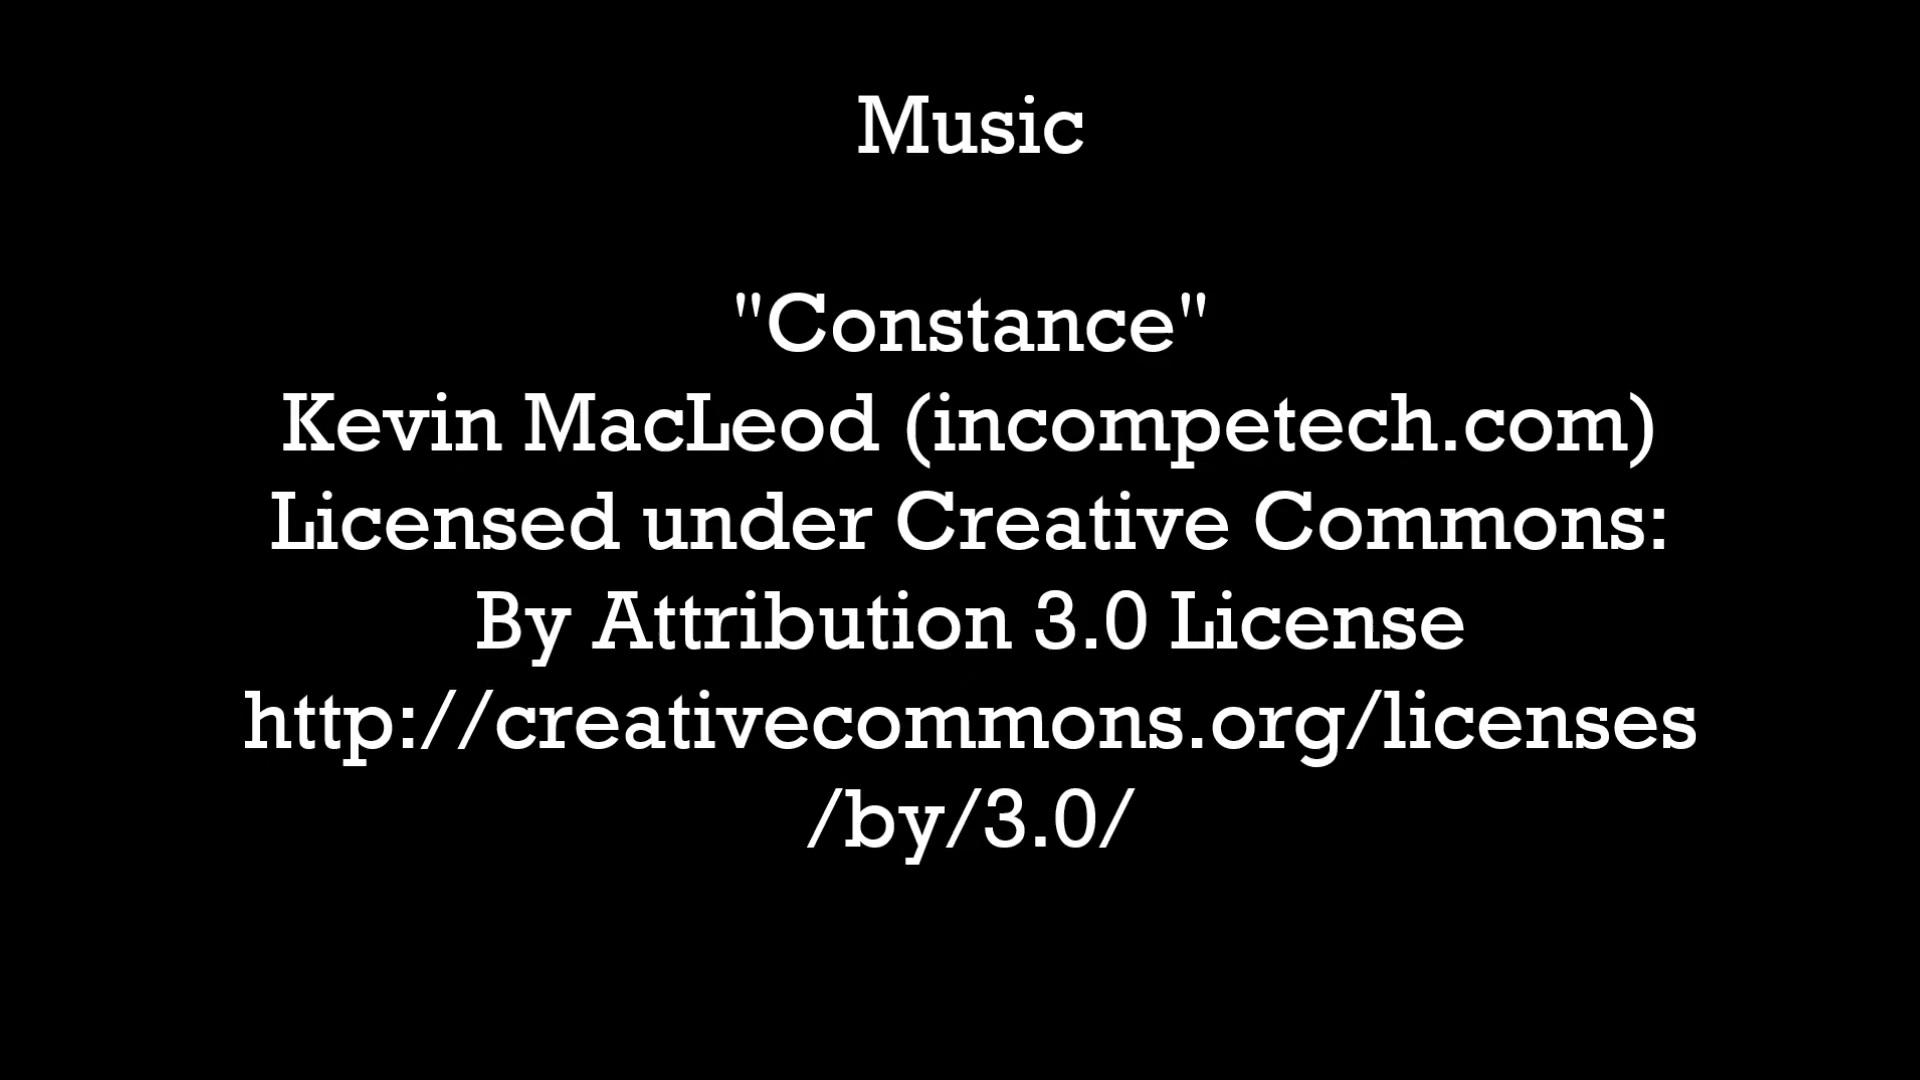 Music
"Constance"
Kevin MacLeod (incompetech.com)
Licensed under Creative Commons:
By Attribution 3.0 License
http://creativecommons.org/licenses
/by/3.0/